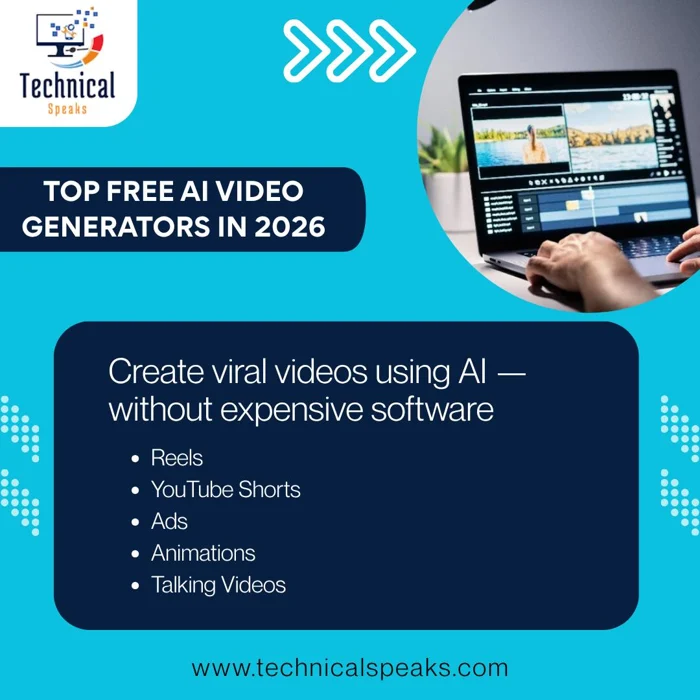 Technical
Speaks
TOP FREE AI VIDEO
GENERATORS IN 2026
Create viral videos using AI —
without expensive software
• Reels
• YouTube Shorts
• Ads
• Animations
• Talking Videos
www.technicalspeaks.com